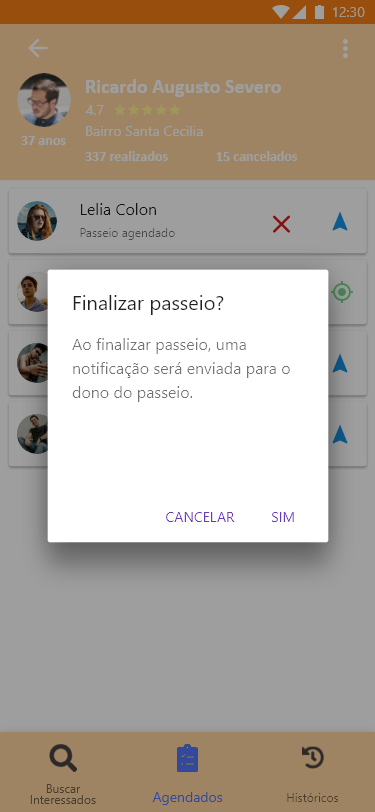 12:30
Ricardo Augusto Severo
4.7
Bairro Santa Cecilia
37 anos
337 realizados 15 cancelados
Lelia Colon
Passeio agendado
Finalizar passeio?
Ao finalizar passeio, uma
notificação será enviada para o
dono do passeio.
CANCELAR SIM
Buscar
Interessados
Agendados
Históricos